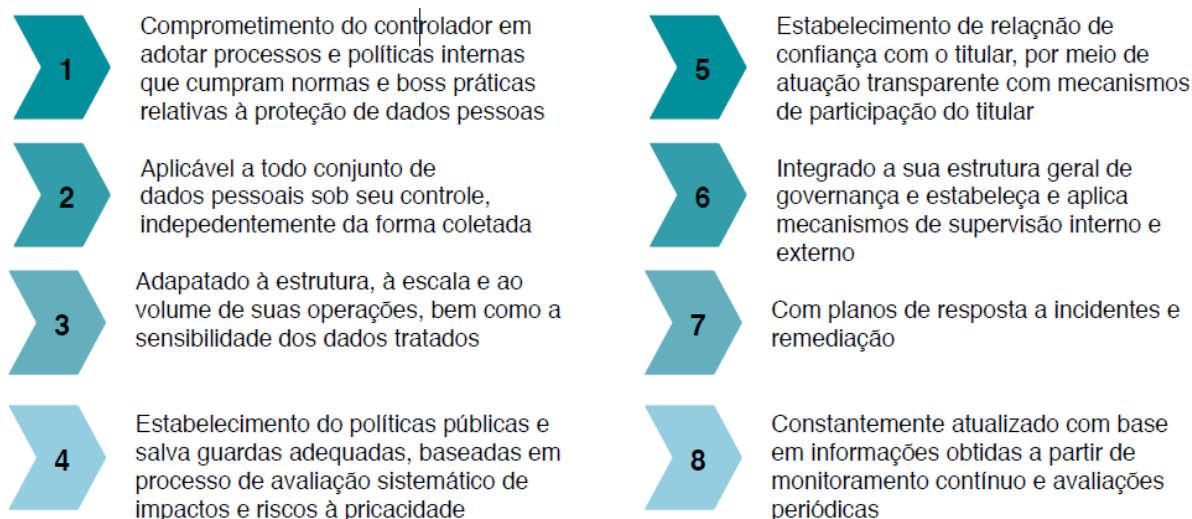 1
Comprometimento do controlador em
adotar processos e políticas internas
que cumpram normas e boss práticas
relativas à proteção de dados pessoas
2
Aplicável a todo conjunto de
dados pessoais sob seu controle,
indepedentemente da forma coletada
3
Adapatado à estrutura, à escala e ao
volume de suas operações, bem como a
sensibilidade dos dados tratados
4
Estabelecimento do políticas públicas e
salva guardas adequadas, baseadas em
processo de avaliação sistemático de
impactos e riscos à pricacidade
5
Estabelecimento de relaçnão de
confiança com o titular, por meio de
atuação transparente com mecanismos
de participação do titular
6
Integrado a sua estrutura geral de
governança e estabeleça e aplica
mecanismos de supervisão interno e
externo
7
Com planos de resposta a incidentes e
remediação
8
Constantemente atualizado com base
em informações obtidas a partir de
monitoramento contínuo e avaliações
periódicas